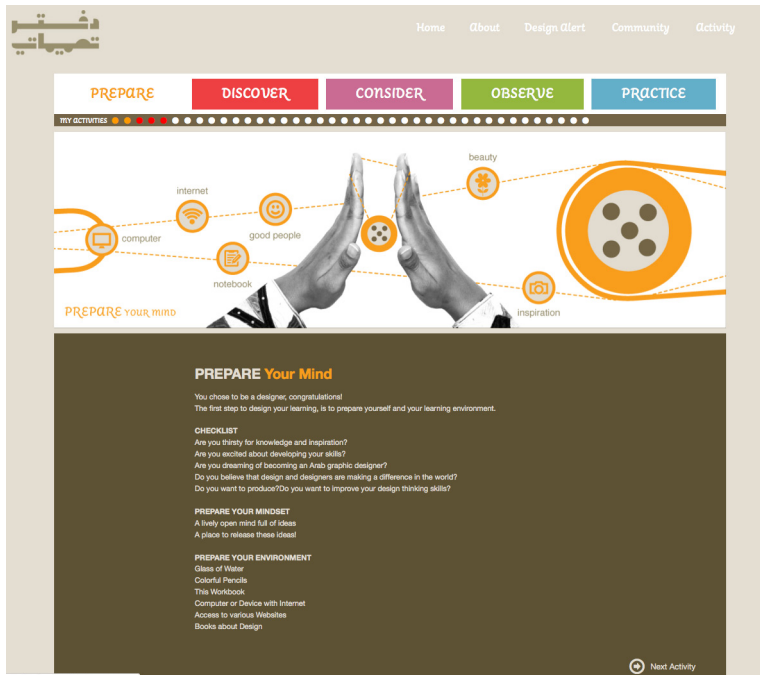 دفتر
تميات
Home About Design Alert Community Activity
PREPARE DISCOVER CONSIDER OBSERVE PRACTICE
MY ACTIVITIES
beauty
internet
good people
computer
notebook
inspiration
PREPARE YOUR MIND
PREPARE Your Mind
You chose to be a designer, congratulations!
The first step to design your learning, is to prepare yourself and your learning environment.
CHECKLIST
Are you thirsty for knowledge and inspiration?
Are you excited about developing your skills?
Are you dreaming of becoming an Arab graphic designer?
Do you believe that design and designers are making a difference in the world?
Do you want to produce?Do you want to improve your design thinking skills?
PREPARE YOUR MINDSET
A lively open mind full of ideas
A place to release these ideas!
PREPARE YOUR ENVIRONMENT
Glass of Water
Colorful Pencils
This Workbook
Computer or Device with Internet
Access to various Websites
Books about Design
Next Activity